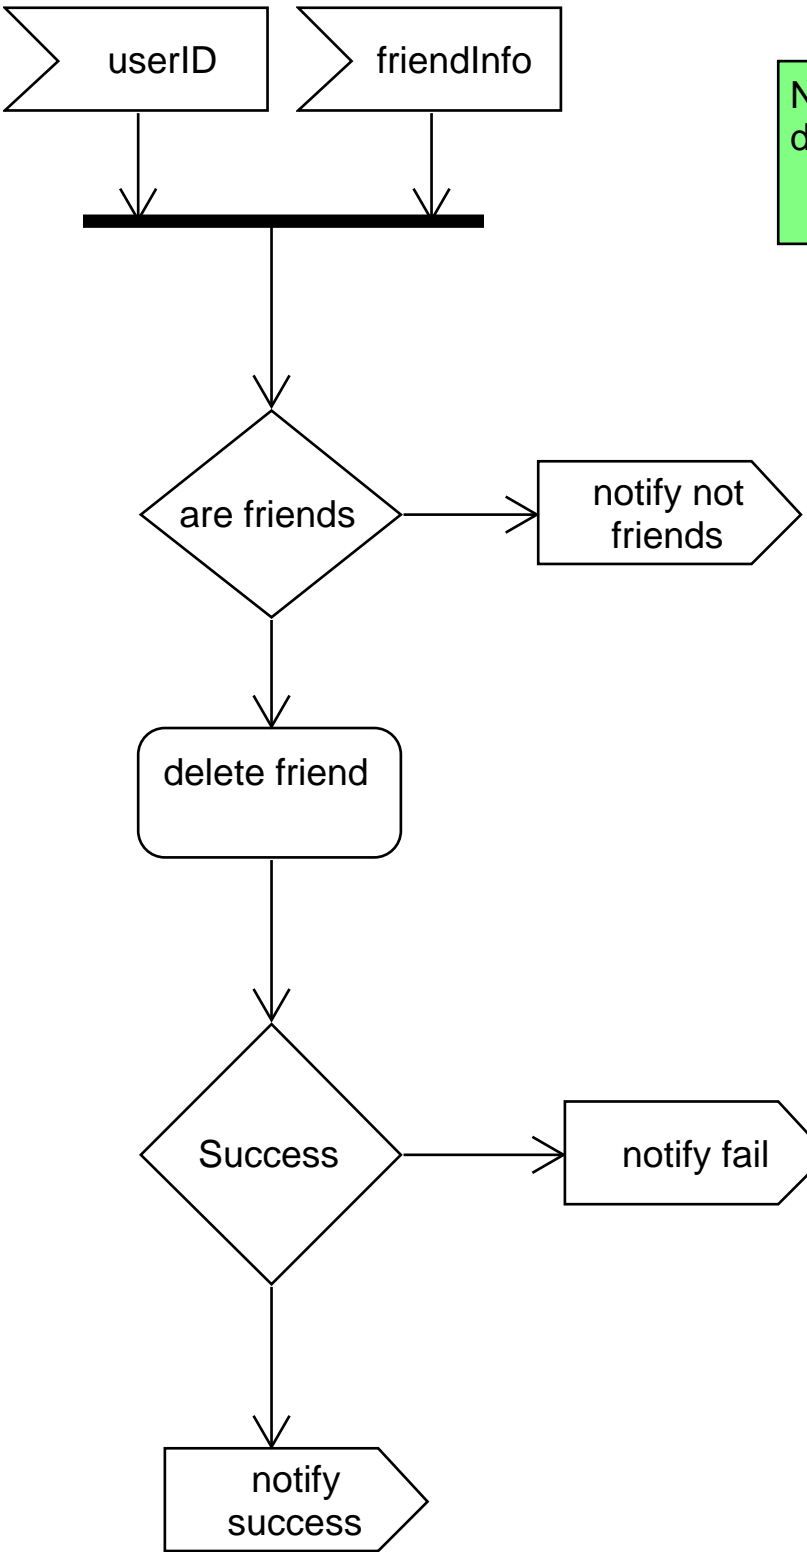 userID
friendInfo
are friends
notify not
friends
delete friend
Success
notify fail
notify
success